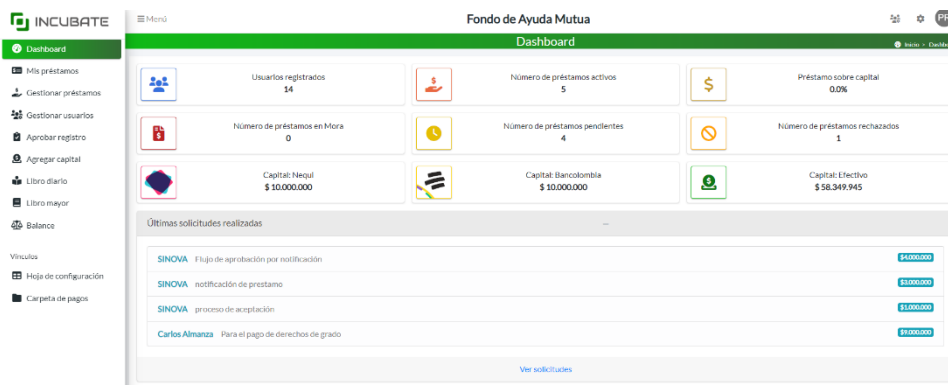 INCUBATE
Menú
Fondo de Ayuda Mutua
PR
Dashboard
Dashboard
Inicio > Dashbo
Mis préstamos
Gestionar préstamos
Gestionar usuarios
Aprobar registro
Agregar capital
Libro diario
Libro mayor
Balance
Vínculos
Hoja de configuración
Carpeta de pagos
Usuarios registrados
14
Número de préstamos activos
5
Préstamo sobre capital
0.0%
Número de préstamos en Mora
0
Número de préstamos pendientes
4
Número de préstamos rechazados
1
Capital: Nequi
$ 10.000.000
Capital: Bancolombia
$ 10.000.000
Capital: Efectivo
$ 58.349.945
Últimas solicitudes realizadas
SINOVA Flujo de aprobación por notificación $4.000.000
SINOVA notificación de prestamo $3.000.000
SINOVA proceso de aceptación $1.000.000
Carlos Almanza Para el pago de derechos de grado $9.000.000
Ver solicitudes